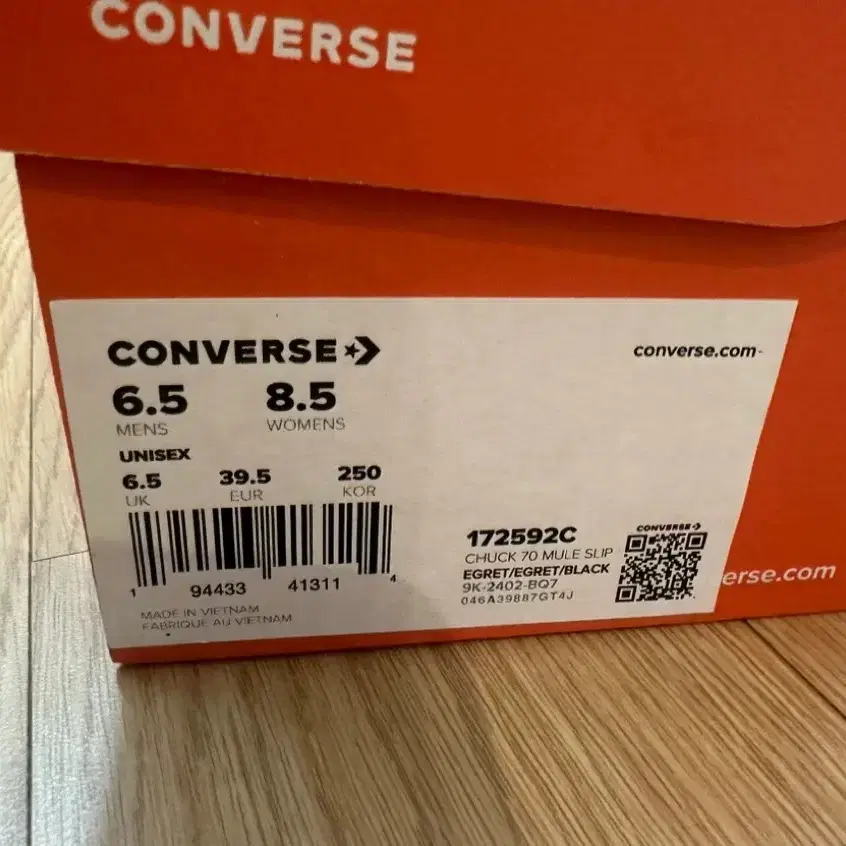 CONVERSE
CONVERSE
converse.com
6.5 8.5
MENS WOMENS
UNISEX
6.5 39.5 250
UK EUR KOR
1 94433 41311 4
MADE IN VIETNAM
FABRIQUE AU VIETNAM
172592C
CHUCK 70 MULE SLIP
EGRET/EGRET/BLACK
9K-2402-BQ7
046A39887GT4J
CONVERSE
erse.com